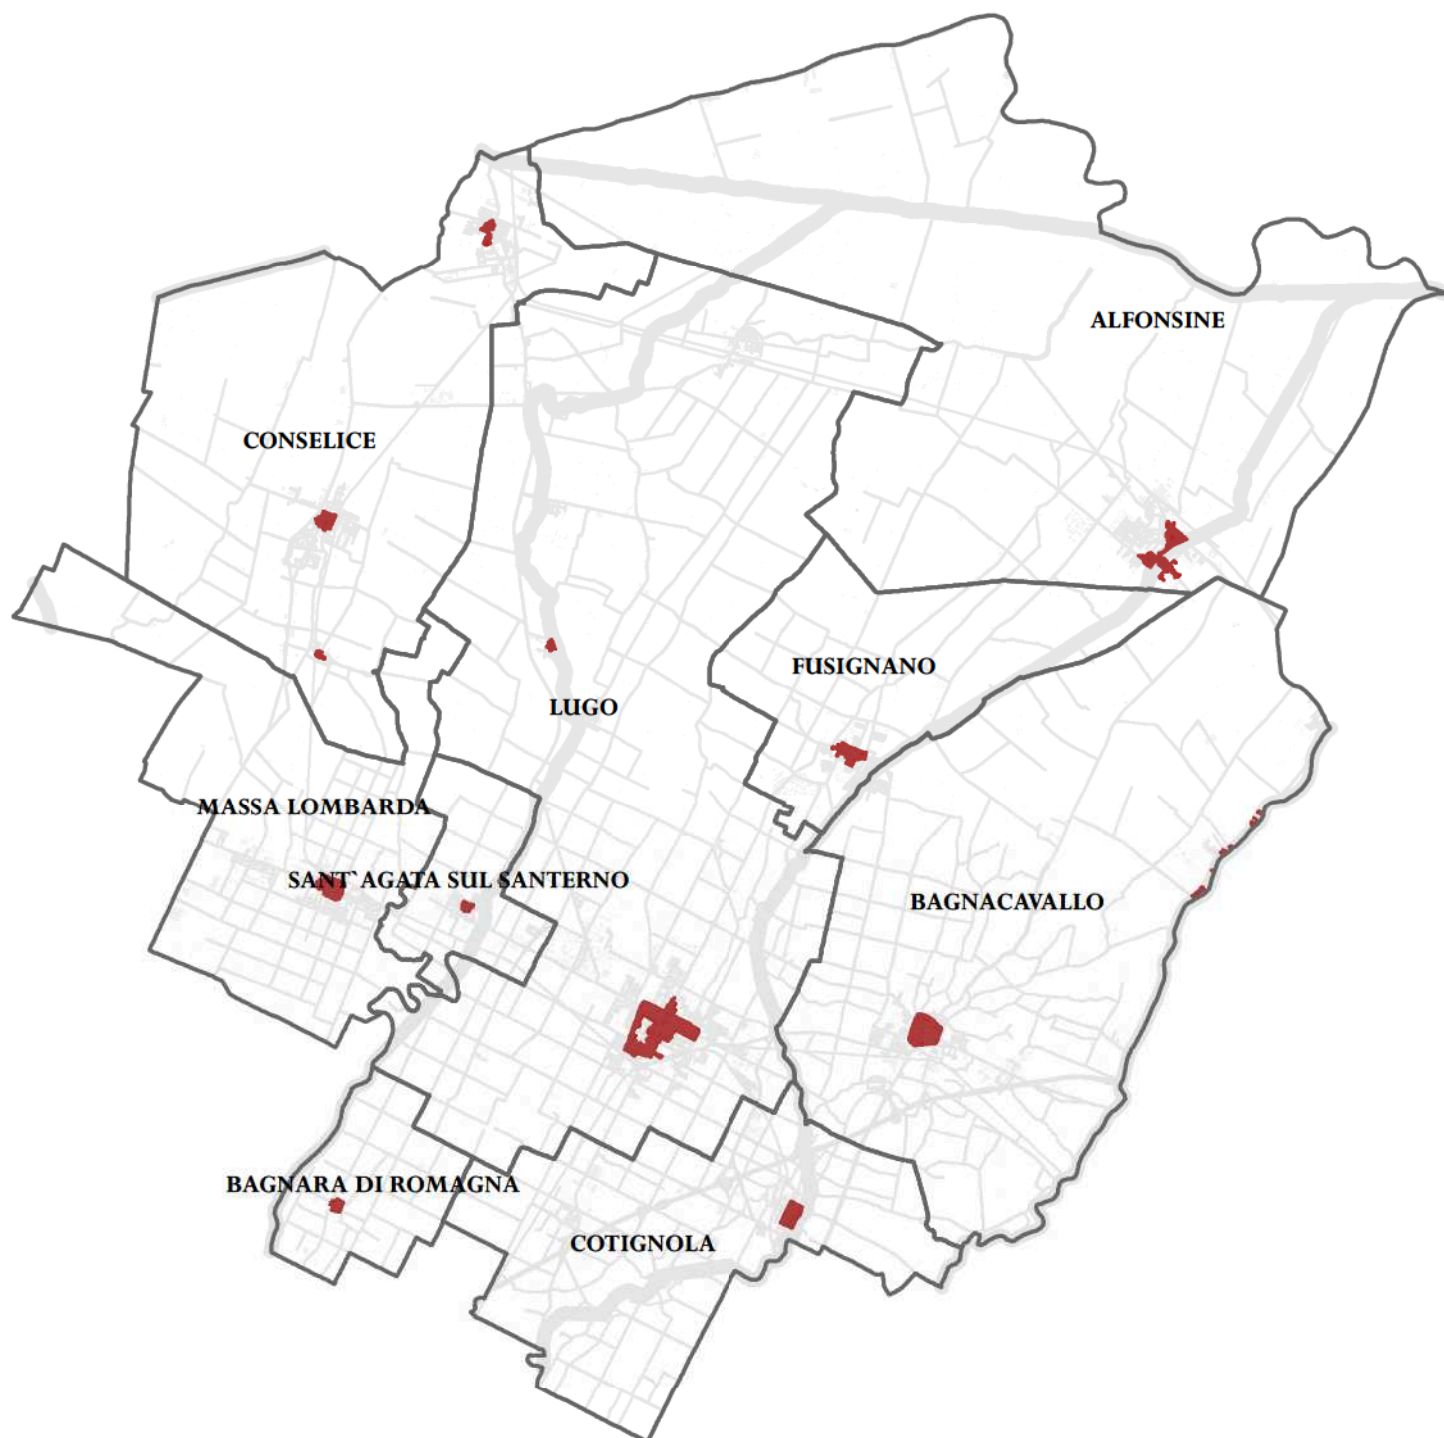 ALFONSINE
CONSELICE
FUSIGNANO
LUGO
MASSA LOMBARDA
SANT`AGATA SUL SANTERNO
BAGNACAVALLO
BAGNARA DI ROMAGNA
COTIGNOLA